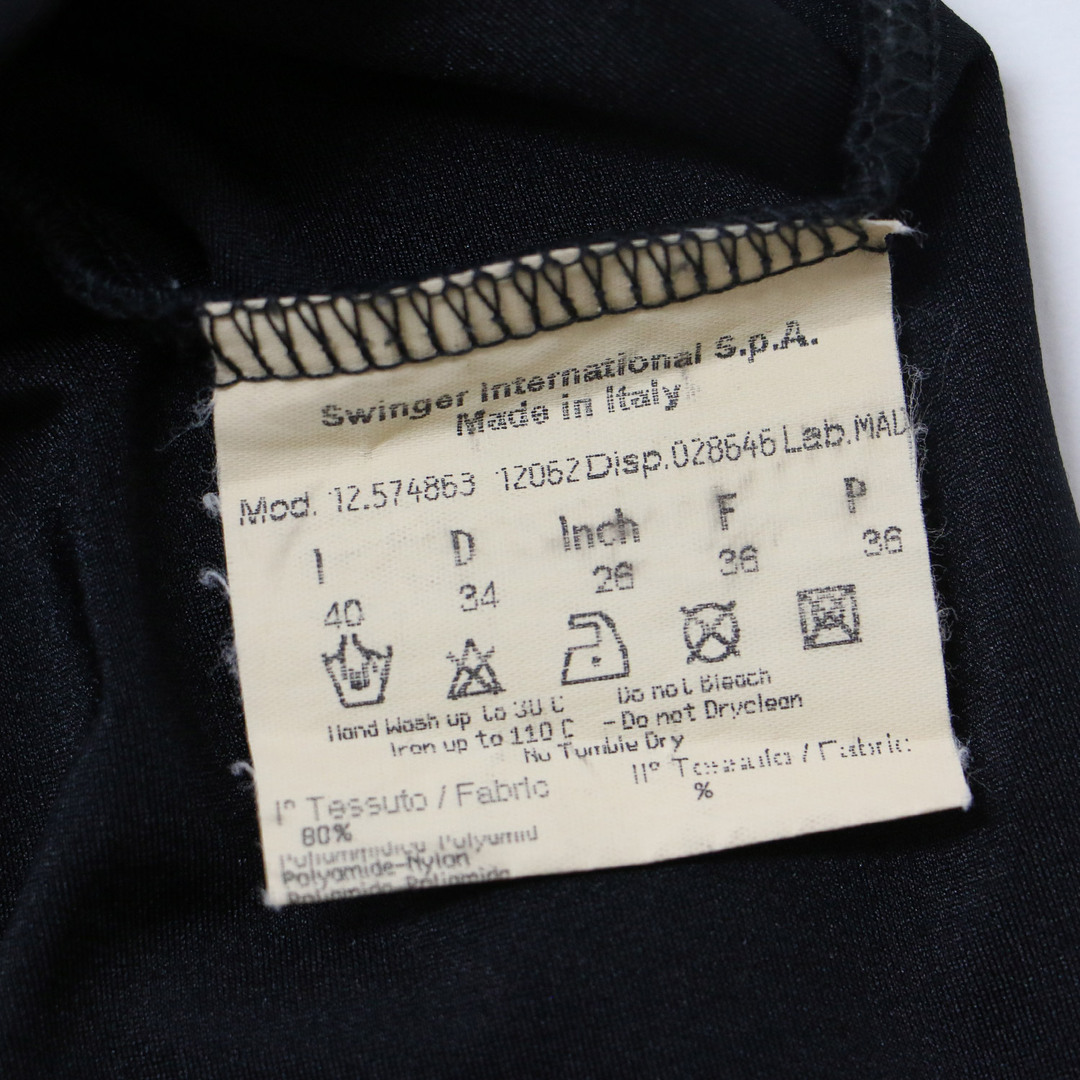 Swinger International S.p.A.
Made in Italy
Mod. 12.574863 12062 Disp.028646 Lab.MAD
I D Inch F P
40 34 26 36 36
Hand Wash up to 30 C Do not Bleach
Iron up to 110 C - Do not Dryclean
No Tumble Dry
I° Tessuto / Fabric II° Tessuto / Fabric:
80% %
Poliammidica Polyamid
Polyamide-Nylon
Poliamida-Poliamida